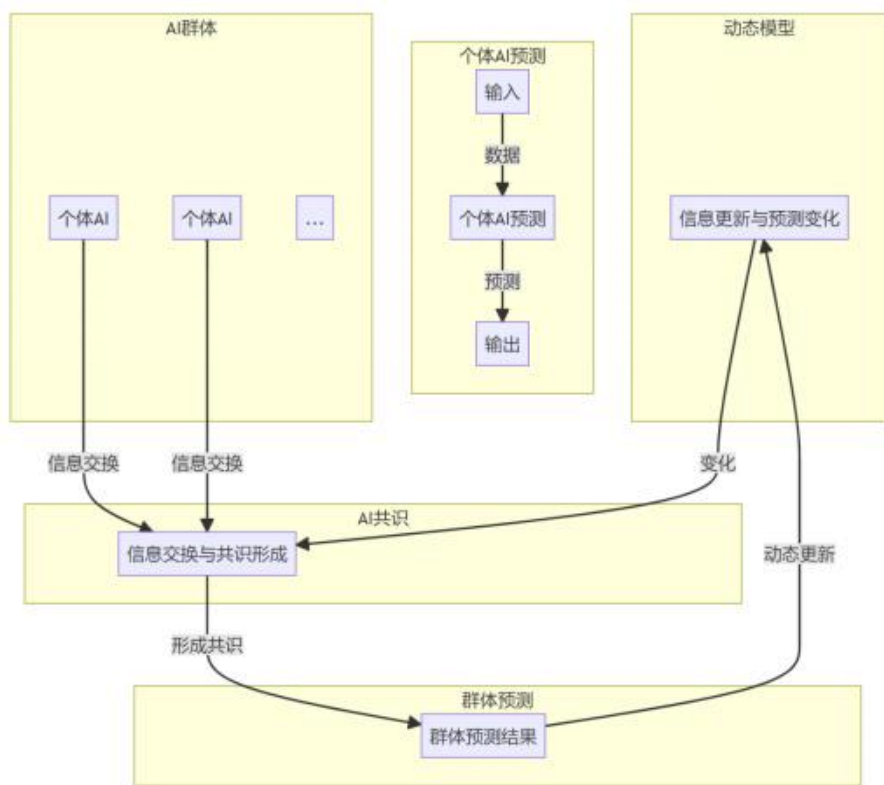 AI群体
个体AI预测
动态模型
输入
数据
个体AI
个体AI
...
个体AI预测
信息更新与预测变化
预测
输出
信息交换
信息交换
变化
AI共识
信息交换与共识形成
动态更新
形成共识
群体预测
群体预测结果